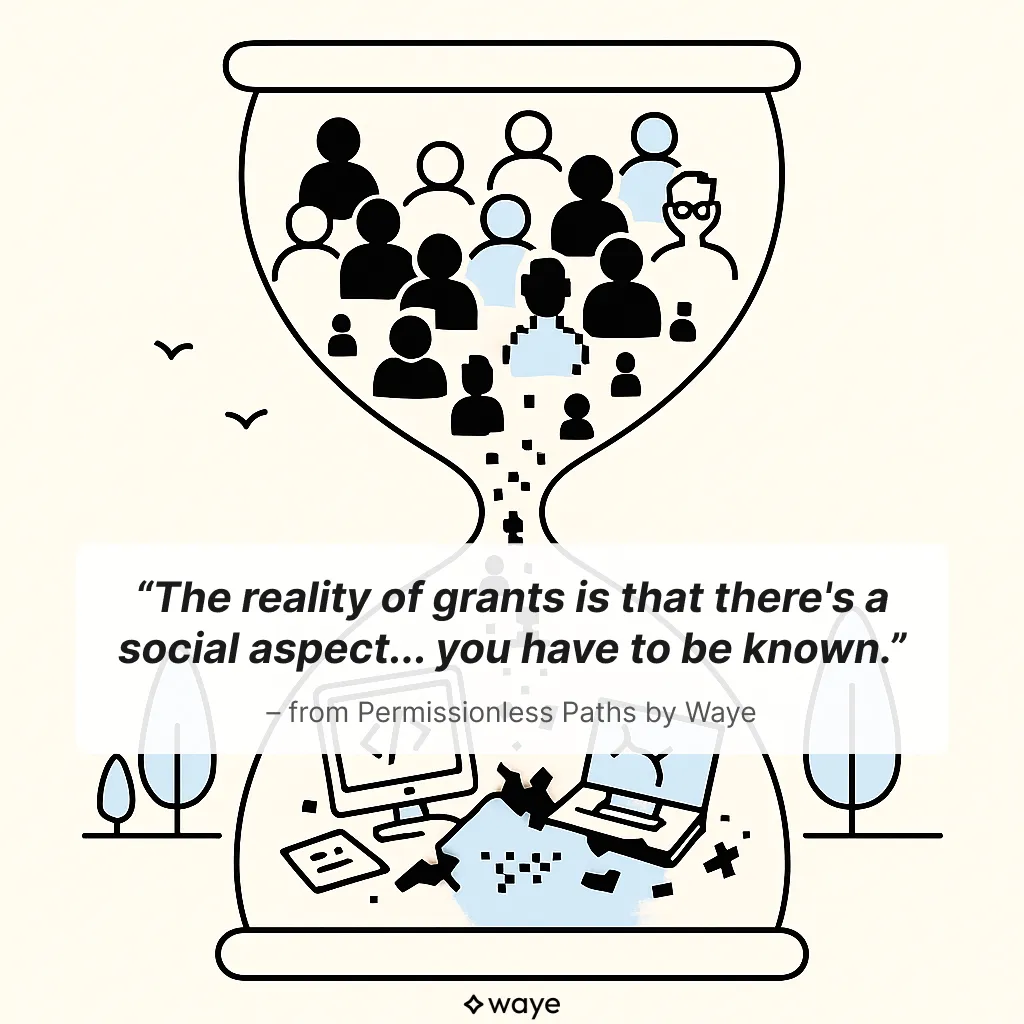 “The reality of grants is that there's a
social aspect... you have to be known.”
– from Permissionless Paths by Waye
</>
waye